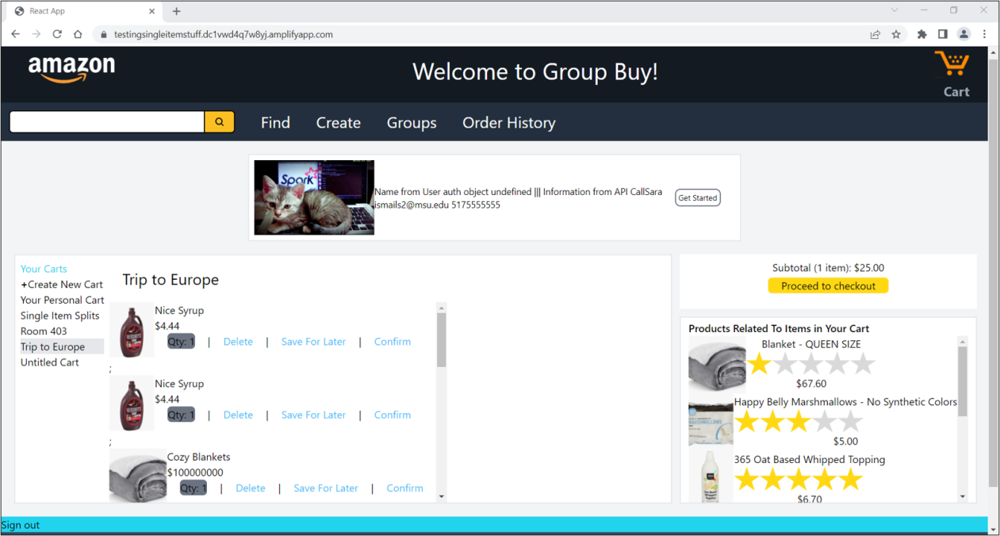 React App
testingsingleitemstuff.dc1vwd4q7w8yj.amplifyapp.com
amazon
Welcome to Group Buy!
Cart
Find Create Groups Order History
Spark
Name from User auth object undefined ||| Information from API CallSara
ismails2@msu.edu 5175555555
Get Started
Your Carts
+Create New Cart
Your Personal Cart
Single Item Splits
Room 403
Trip to Europe
Untitled Cart
Trip to Europe
Nice Syrup
$4.44
Qty: 1 | Delete | Save For Later | Confirm
;
Nice Syrup
$4.44
Qty: 1 | Delete | Save For Later | Confirm
;
Cozy Blankets
$100000000
Qty: 1 | Delete | Save For Later | Confirm
Subtotal (1 item): $25.00
Proceed to checkout
Products Related To Items in Your Cart
Blanket - QUEEN SIZE
$67.60
Happy Belly Marshmallows - No Synthetic Colors
$5.00
365 Oat Based Whipped Topping
$6.70
Sign out